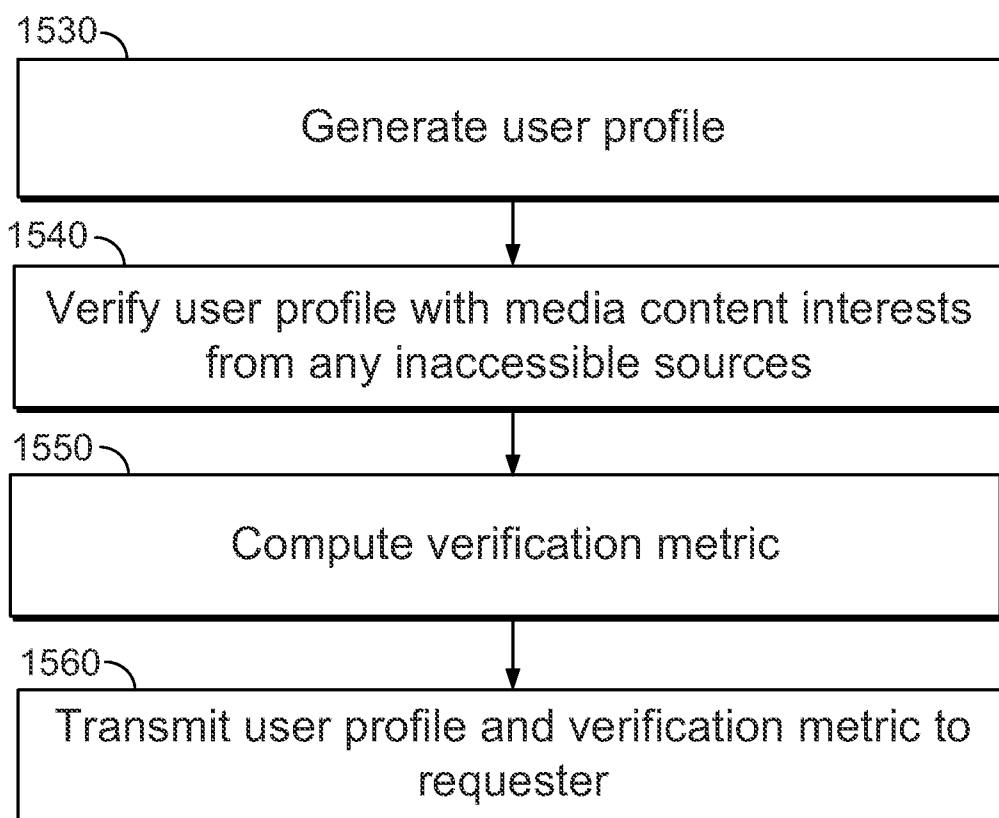 1530
Generate user profile
1540
Verify user profile with media content interests
from any inaccessible sources
1550
Compute verification metric
1560
Transmit user profile and verification metric to
requester